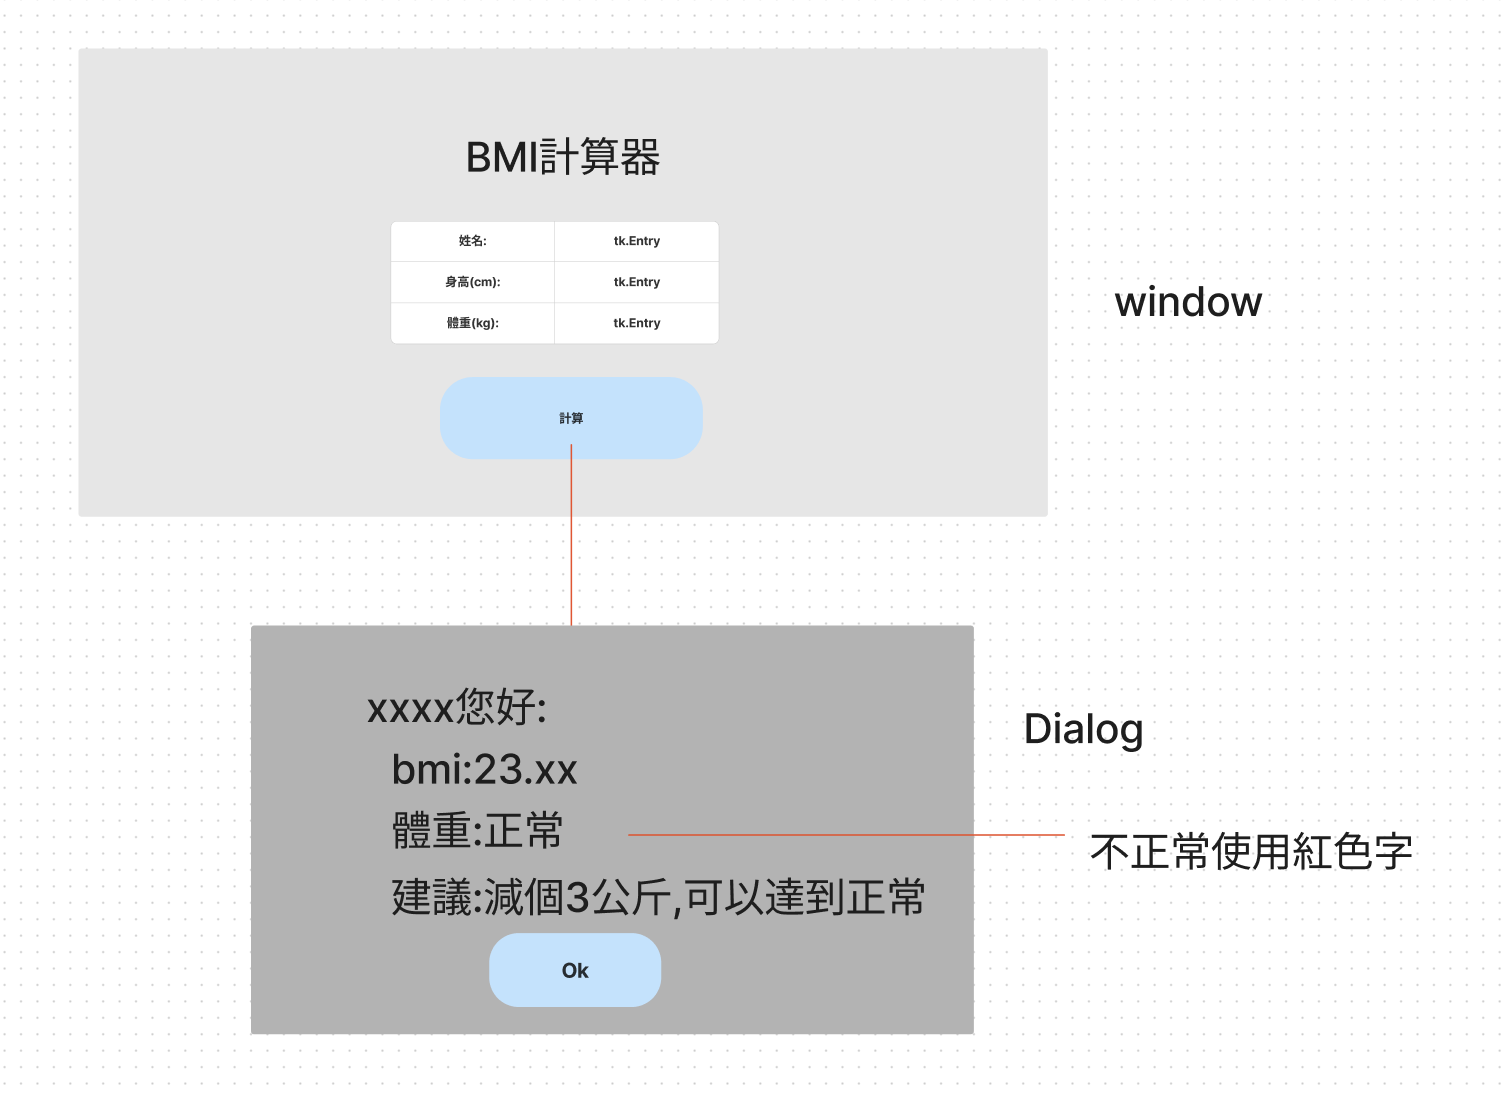 BMI計算器
姓名: tk.Entry
身高(cm): tk.Entry
體重(kg): tk.Entry
計算
window
xxxx您好:
bmi:23.xx
體重:正常
建議:減個3公斤,可以達到正常
Ok
Dialog
不正常使用紅色字